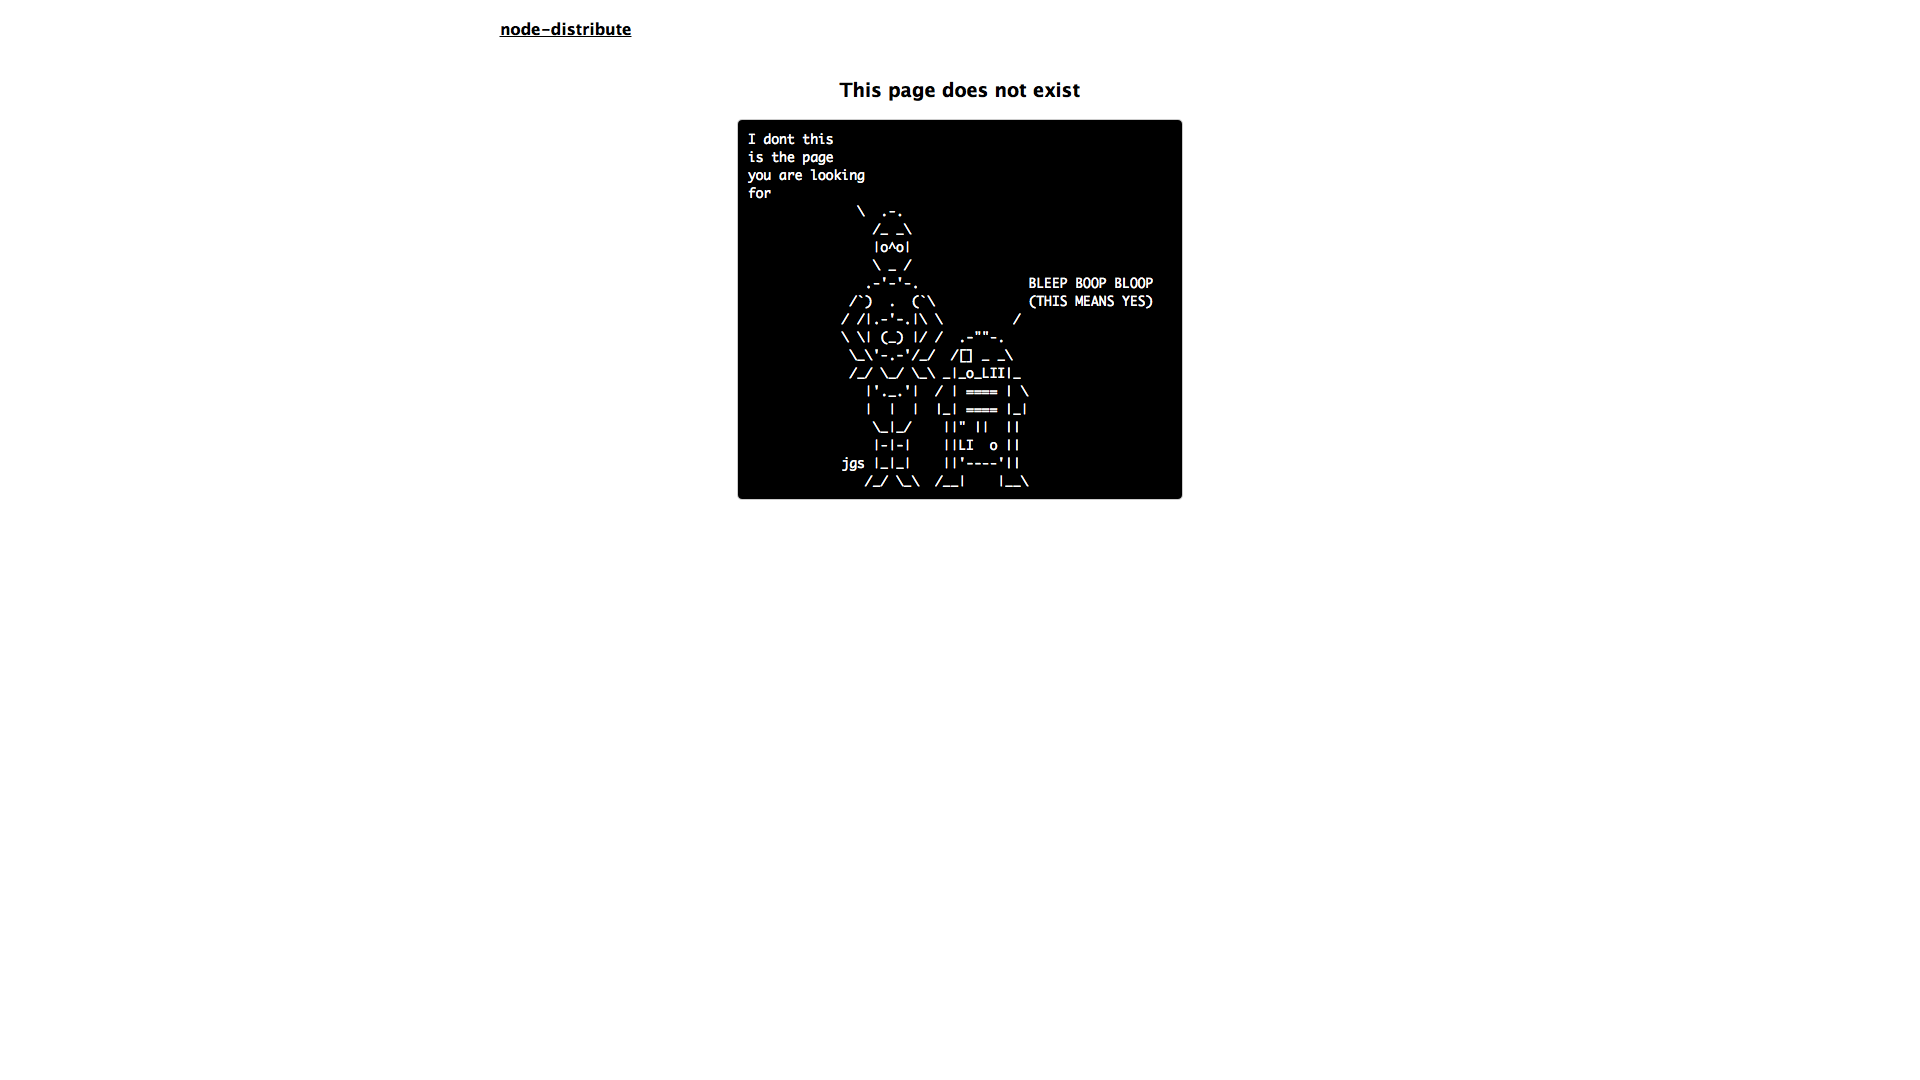 node-distribute
This page does not exist
I dont this
is the page
you are looking
for
BLEEP BOOP BLOOP
(THIS MEANS YES)
jgs